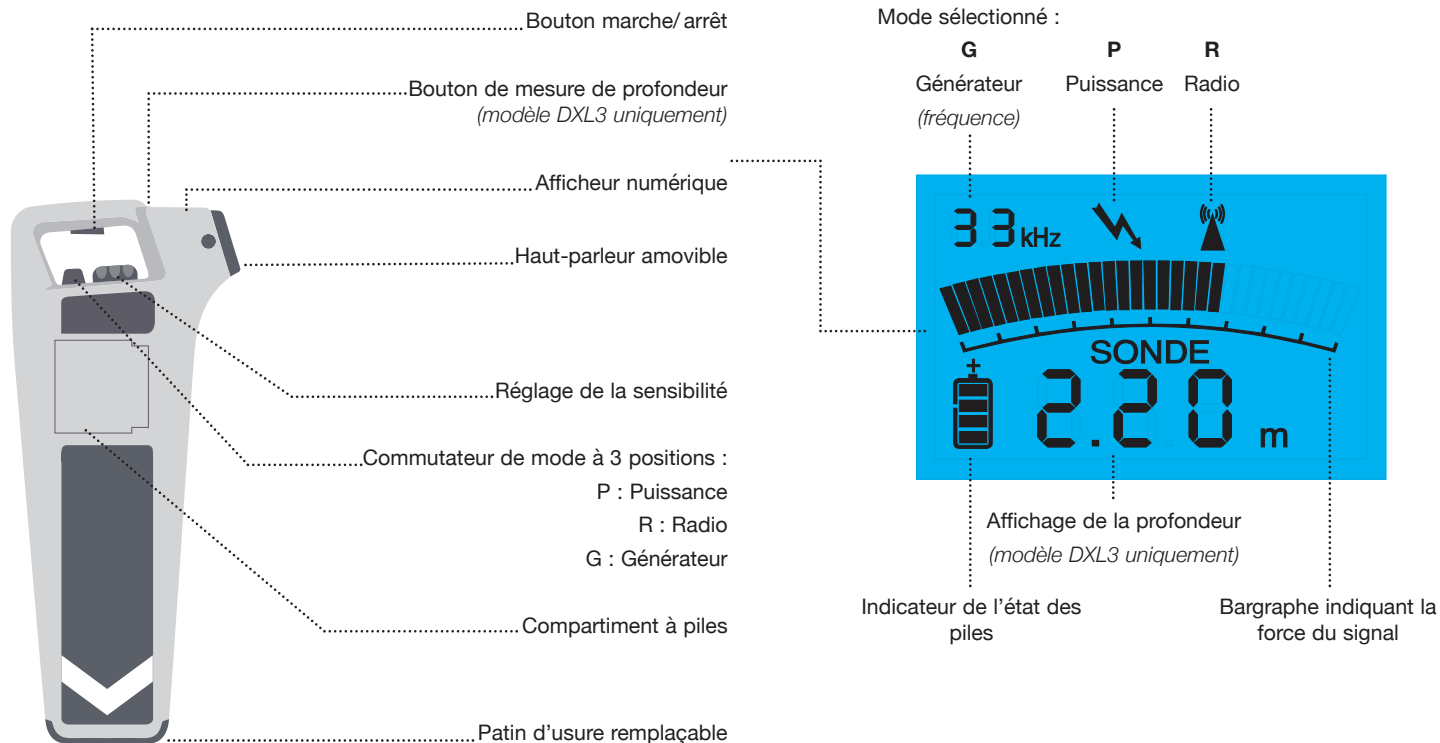 Bouton marche/ arrêt
Bouton de mesure de profondeur
(modèle DXL3 uniquement)
Afficheur numérique
Haut-parleur amovible
Réglage de la sensibilité
Commutateur de mode à 3 positions :
P : Puissance
R : Radio
G : Générateur
Compartiment à piles
Patin d'usure remplaçable
Mode sélectionné :
G P R
Générateur Puissance Radio
(fréquence)
33 kHz
SONDE
+
2.20 m
Affichage de la profondeur
(modèle DXL3 uniquement)
Indicateur de l'état des
piles
Bargraphe indiquant la
force du signal